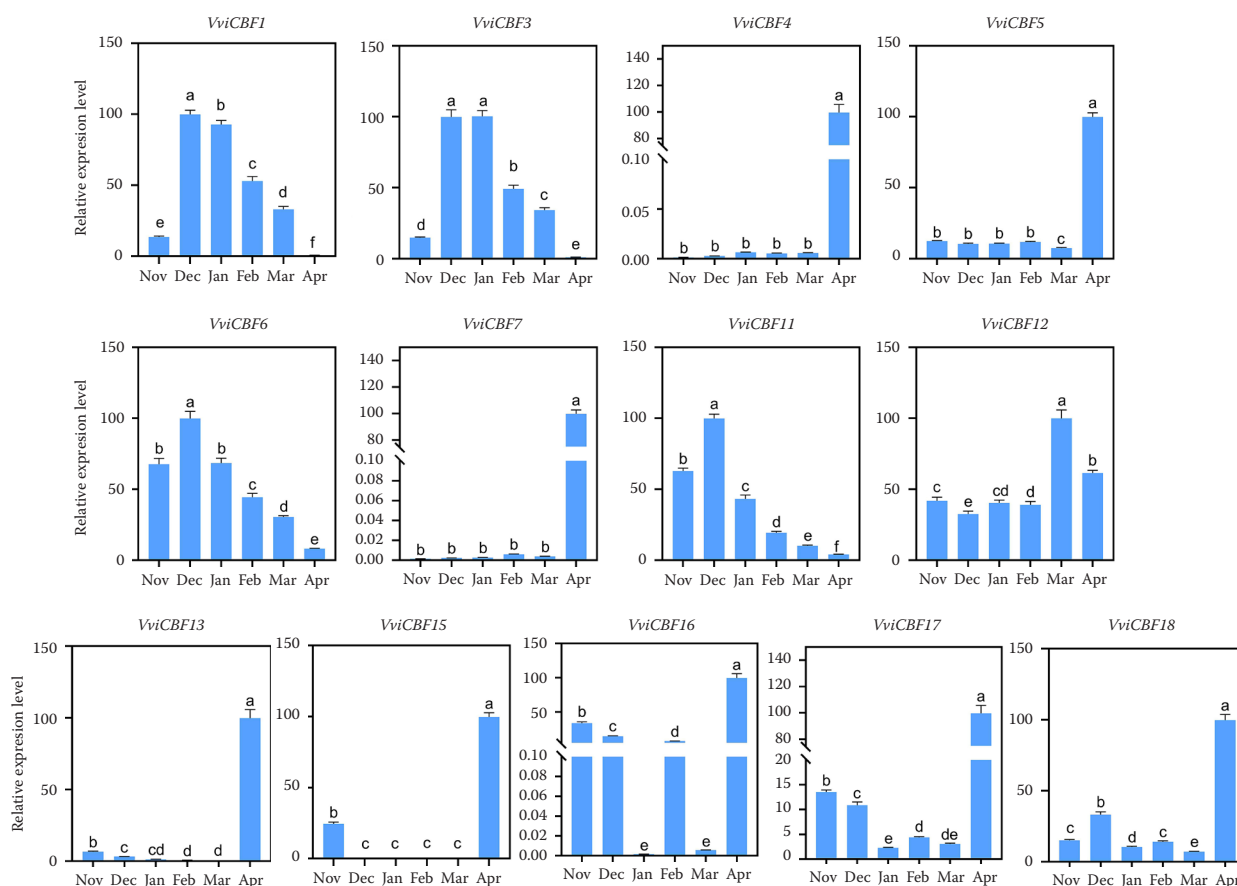 VviCBF1 VviCBF3 VviCBF4 VviCBF5
Relative expression level
150 100 50 0
e a b c d f
Nov Dec Jan Feb Mar Apr
150 100 50 0
d a a b c e
Nov Dec Jan Feb Mar Apr
140 120 100 80 0.10 0.05 0.00
b b b b b a
Nov Dec Jan Feb Mar Apr
150 100 50 0
b b b b c a
Nov Dec Jan Feb Mar Apr
VviCBF6 VviCBF7 VviCBF11 VviCBF12
Relative expression level
150 100 50 0
b a b c d e
Nov Dec Jan Feb Mar Apr
150 140 120 100 80 0.10 0.08 0.06 0.04 0.02 0.00
b b b b b a
Nov Dec Jan Feb Mar Apr
150 100 50 0
b a c d e f
Nov Dec Jan Feb Mar Apr
150 100 50 0
c e cd d a b
Nov Dec Jan Feb Mar Apr
VviCBF13 VviCBF15 VviCBF16 VviCBF17 VviCBF18
Relative expression level
150 100 50 0
b c cd d d a
Nov Dec Jan Feb Mar Apr
150 100 50 0
b c c c c a
Nov Dec Jan Feb Mar Apr
150 100 50 0.10 0.08 0.06 0.04 0.02 0.00
b c e d e a
Nov Dec Jan Feb Mar Apr
140 120 100 80 20 15 10 5 0
b c e d de a
Nov Dec Jan Feb Mar Apr
150 100 50 0
c b d c e a
Nov Dec Jan Feb Mar Apr